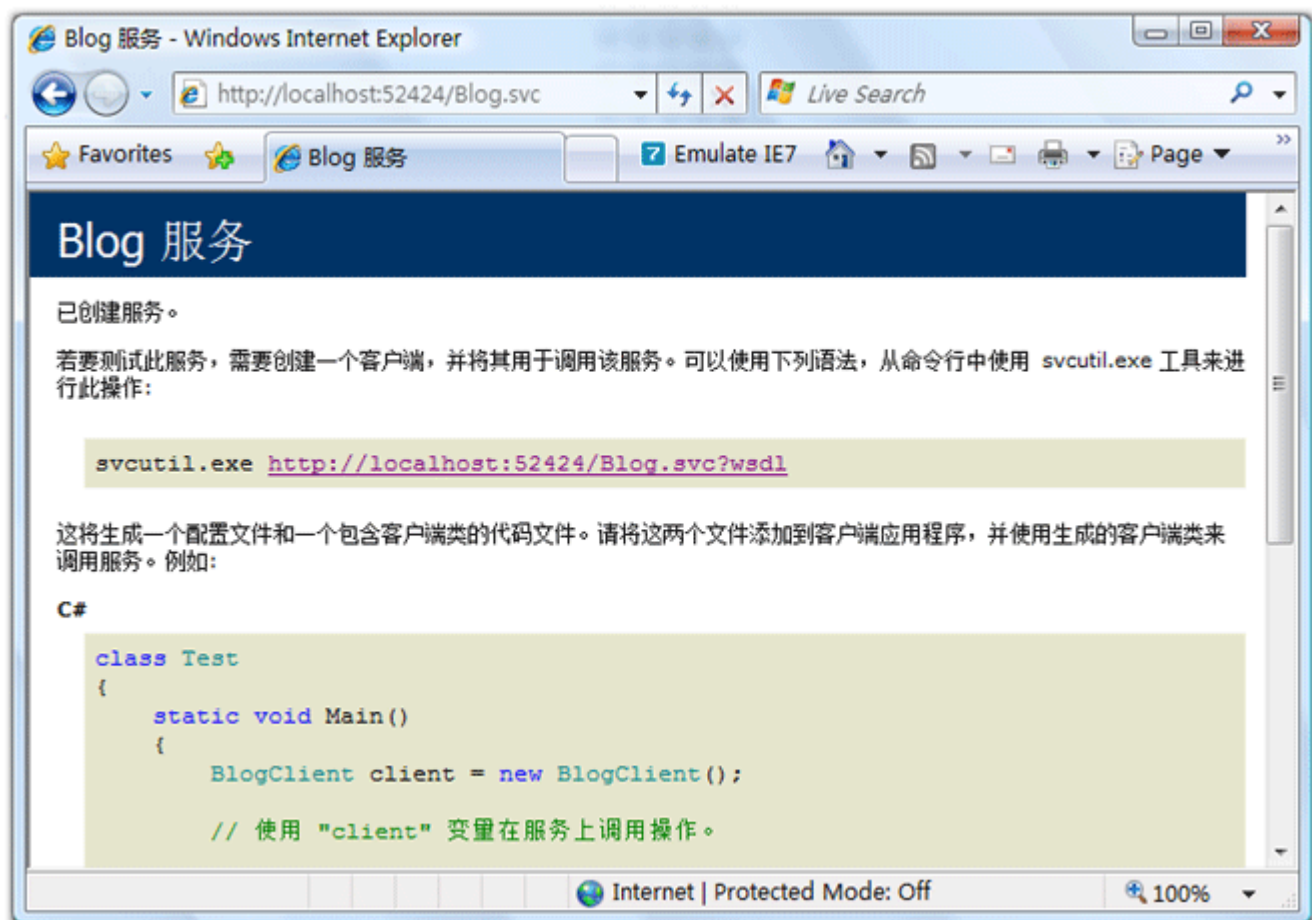 Blog 服务 - Windows Internet Explorer
http://localhost:52424/Blog.svc
Live Search
Favorites
Blog 服务
Emulate IE7
Page
Blog 服务
已创建服务。
若要测试此服务，需要创建一个客户端，并将其用于调用该服务。可以使用下列语法，从命令行中使用 svcutil.exe 工具来进
行此操作:
svcutil.exe http://localhost:52424/Blog.svc?wsdl
这将生成一个配置文件和一个包含客户端类的代码文件。请将这两个文件添加到客户端应用程序，并使用生成的客户端类来
调用服务。例如:
C#
class Test
{
static void Main()
{
BlogClient client = new BlogClient();
// 使用 "client" 变量在服务上调用操作。
Internet | Protected Mode: Off
100%